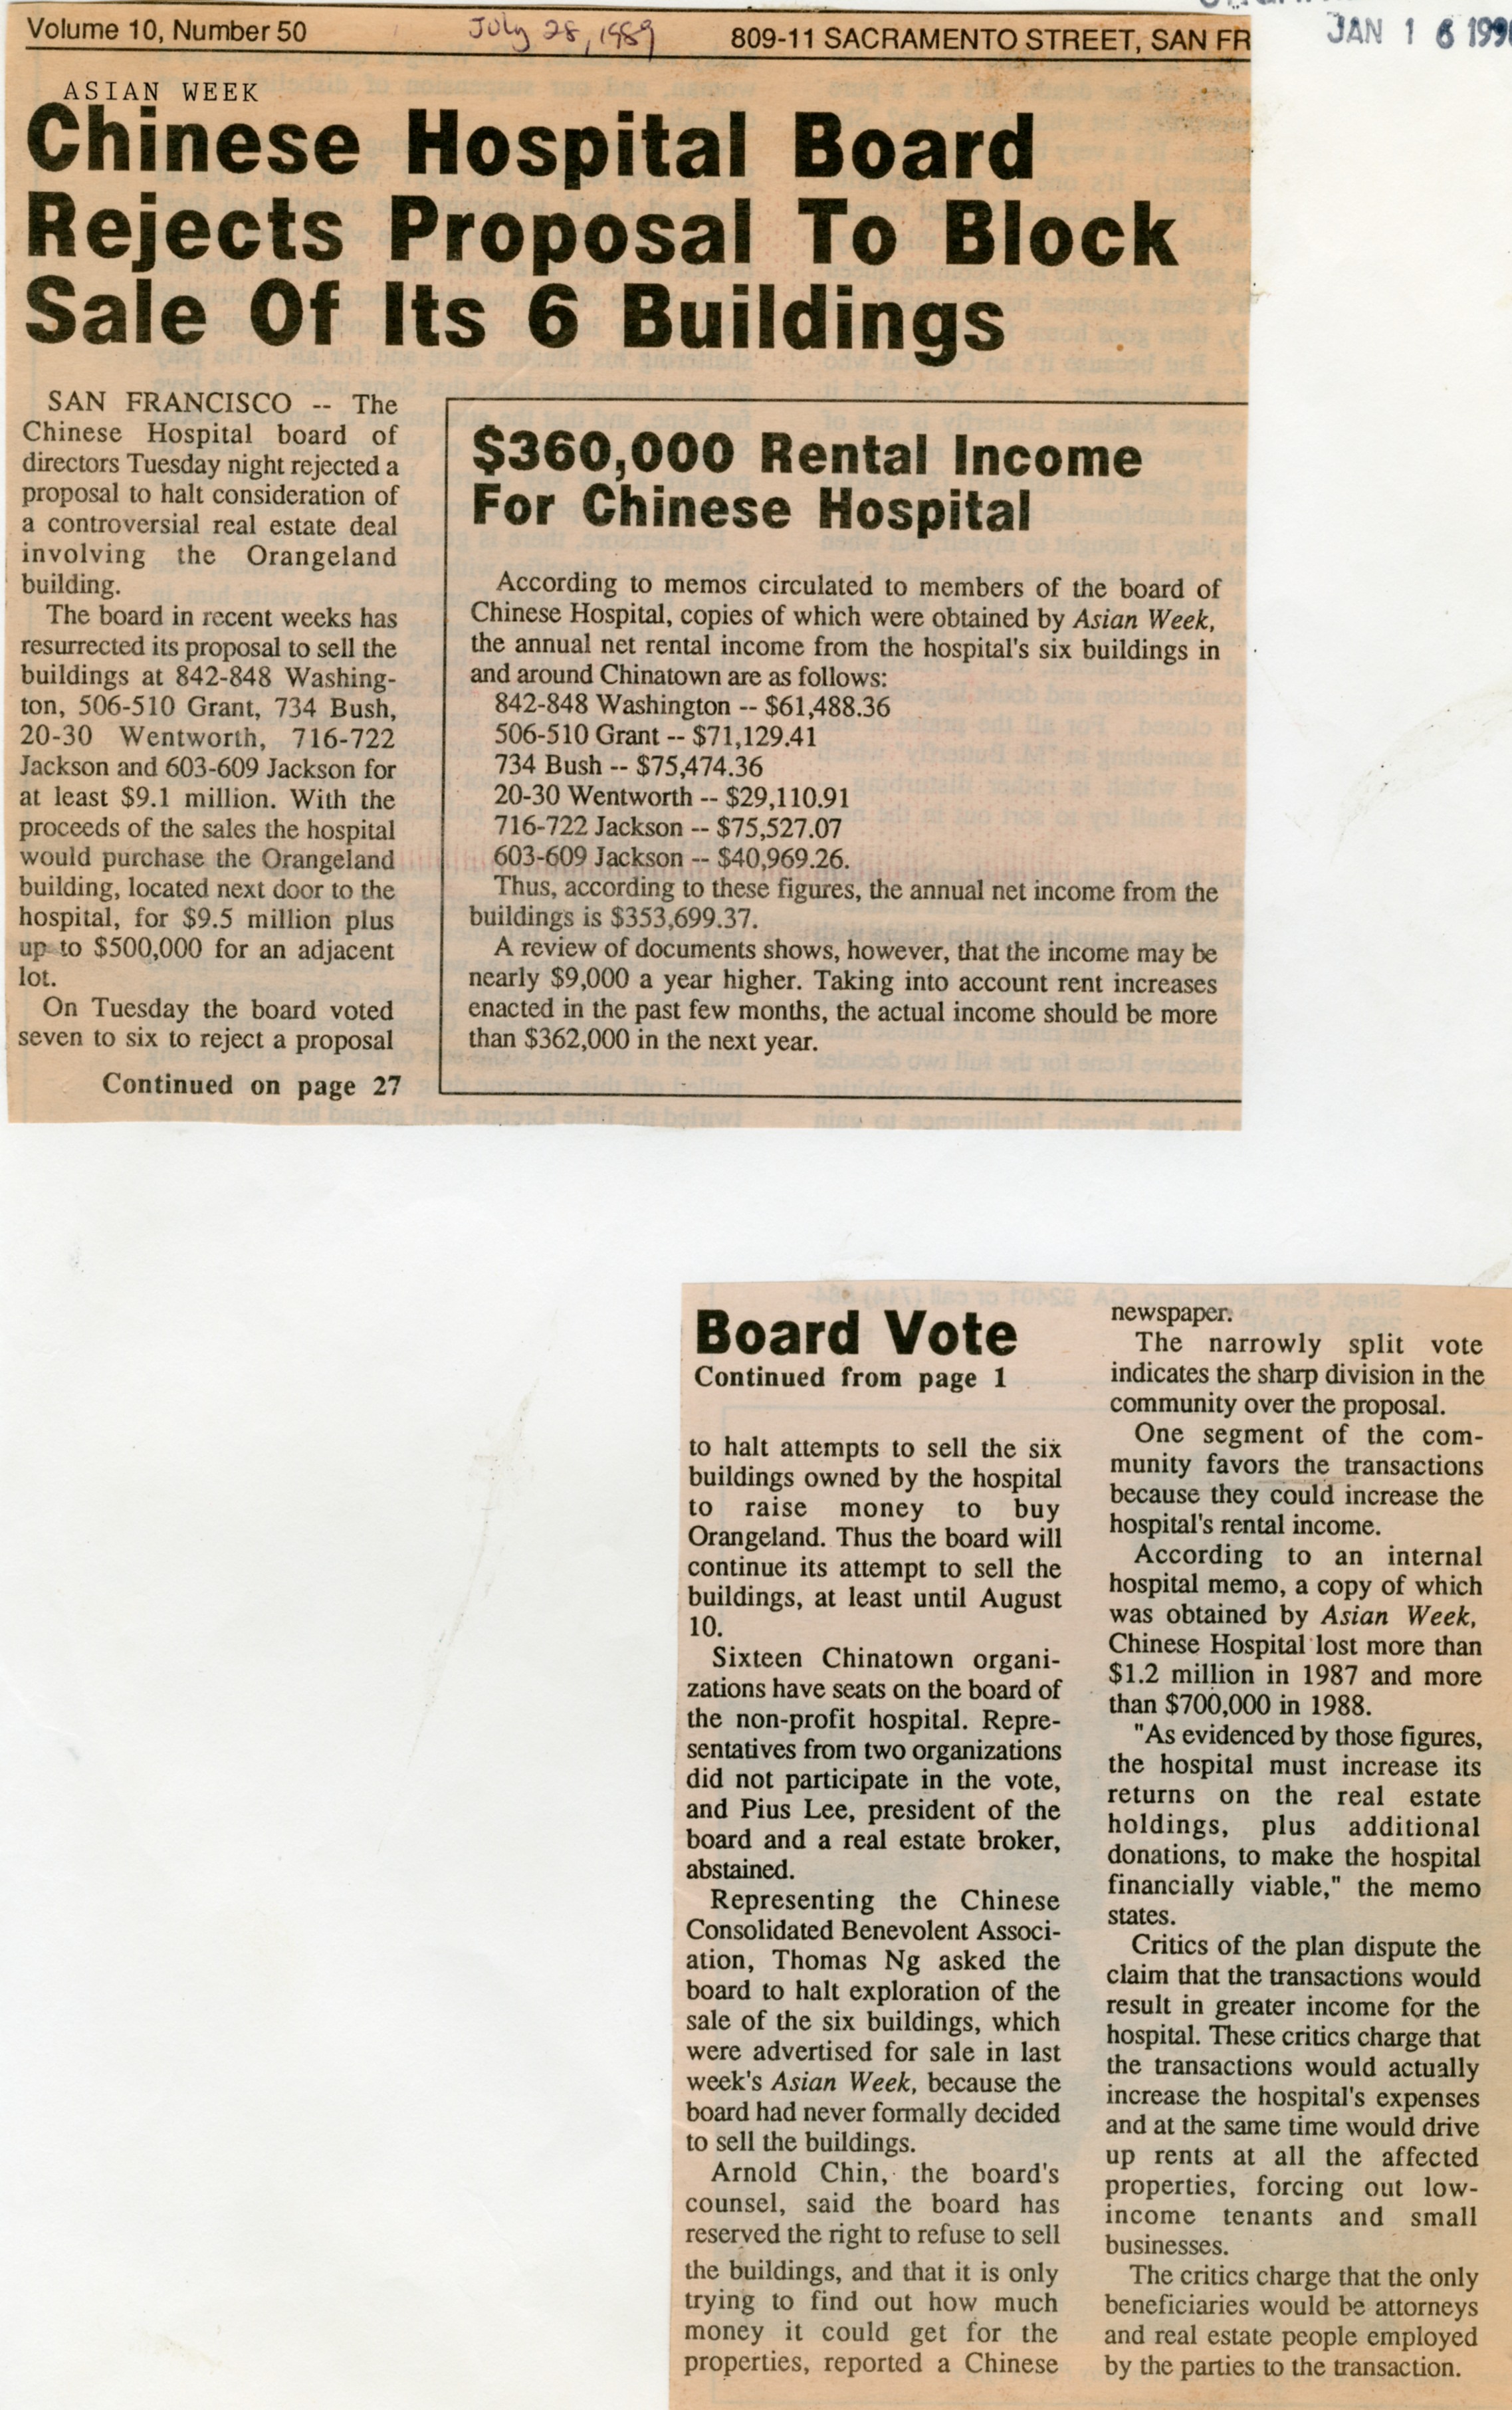 Volume 10, Number 50
July 28, 1989
809-11 SACRAMENTO STREET, SAN FR
JAN 16 199
ASIAN WEEK
Chinese Hospital Board
Rejects Proposal To Block
Sale Of Its 6 Buildings
SAN FRANCISCO -- The
Chinese Hospital board of
directors Tuesday night rejected a
proposal to halt consideration of
a controversial real estate deal
involving the Orangeland
building.
The board in recent weeks has
resurrected its proposal to sell the
buildings at 842-848 Washing-
ton, 506-510 Grant, 734 Bush,
20-30 Wentworth, 716-722
Jackson and 603-609 Jackson for
at least $9.1 million. With the
proceeds of the sales the hospital
would purchase the Orangeland
building, located next door to the
hospital, for $9.5 million plus
up to $500,000 for an adjacent
lot.
On Tuesday the board voted
seven to six to reject a proposal
Continued on page 27
$360,000 Rental Income
For Chinese Hospital
According to memos circulated to members of the board of
Chinese Hospital, copies of which were obtained by Asian Week,
the annual net rental income from the hospital's six buildings in
and around Chinatown are as follows:
842-848 Washington -- $61,488.36
506-510 Grant -- $71,129.41
734 Bush -- $75,474.36
20-30 Wentworth -- $29,110.91
716-722 Jackson -- $75,527.07
603-609 Jackson -- $40,969.26.
Thus, according to these figures, the annual net income from the
buildings is $353,699.37.
A review of documents shows, however, that the income may be
nearly $9,000 a year higher. Taking into account rent increases
enacted in the past few months, the actual income should be more
than $362,000 in the next year.
Board Vote
Continued from page 1
to halt attempts to sell the six
buildings owned by the hospital
to raise money to buy
Orangeland. Thus the board will
continue its attempt to sell the
buildings, at least until August
10.
Sixteen Chinatown organi-
zations have seats on the board of
the non-profit hospital. Repre-
sentatives from two organizations
did not participate in the vote,
and Pius Lee, president of the
board and a real estate broker,
abstained.
Representing the Chinese
Consolidated Benevolent Associ-
ation, Thomas Ng asked the
board to halt exploration of the
sale of the six buildings, which
were advertised for sale in last
week's Asian Week, because the
board had never formally decided
to sell the buildings.
Arnold Chin, the board's
counsel, said the board has
reserved the right to refuse to sell
the buildings, and that it is only
trying to find out how much
money it could get for the
properties, reported a Chinese
newspaper.
The narrowly split vote
indicates the sharp division in the
community over the proposal.
One segment of the com-
munity favors the transactions
because they could increase the
hospital's rental income.
According to an internal
hospital memo, a copy of which
was obtained by Asian Week,
Chinese Hospital lost more than
$1.2 million in 1987 and more
than $700,000 in 1988.
"As evidenced by those figures,
the hospital must increase its
returns on the real estate
holdings, plus additional
donations, to make the hospital
financially viable," the memo
states.
Critics of the plan dispute the
claim that the transactions would
result in greater income for the
hospital. These critics charge that
the transactions would actually
increase the hospital's expenses
and at the same time would drive
up rents at all the affected
properties, forcing out low-
income tenants and small
businesses.
The critics charge that the only
beneficiaries would be attorneys
and real estate people employed
by the parties to the transaction.